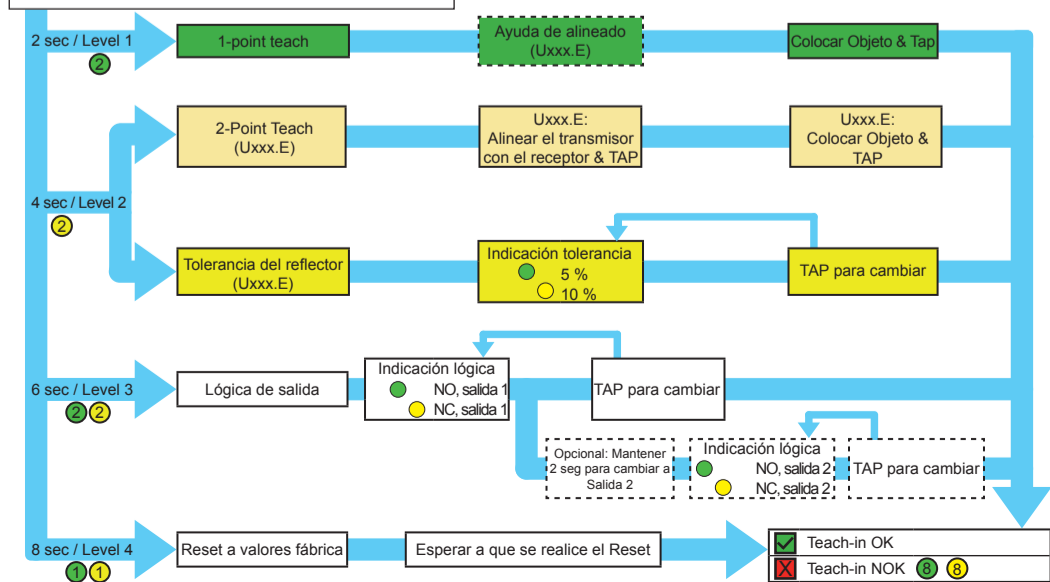 2 sec / Level 1
2
1-point teach
Ayuda de alineado
(Uxxx.E)
Colocar Objeto & Tap
4 sec / Level 2
2
2-Point Teach
(Uxxx.E)
Uxxx.E:
Alinear el transmisor
con el receptor & TAP
Uxxx.E:
Colocar Objeto &
TAP
Tolerancia del reflector
(Uxxx.E)
Indicación tolerancia
5 %
10 %
TAP para cambiar
6 sec / Level 3
2 2
Lógica de salida
Indicación lógica
NO, salida 1
NC, salida 1
TAP para cambiar
Opcional: Mantener
2 seg para cambiar a
Salida 2
Indicación lógica
NO, salida 2
NC, salida 2
TAP para cambiar
8 sec / Level 4
1 1
Reset a valores fábrica
Esperar a que se realice el Reset
Teach-in OK
Teach-in NOK 8 8